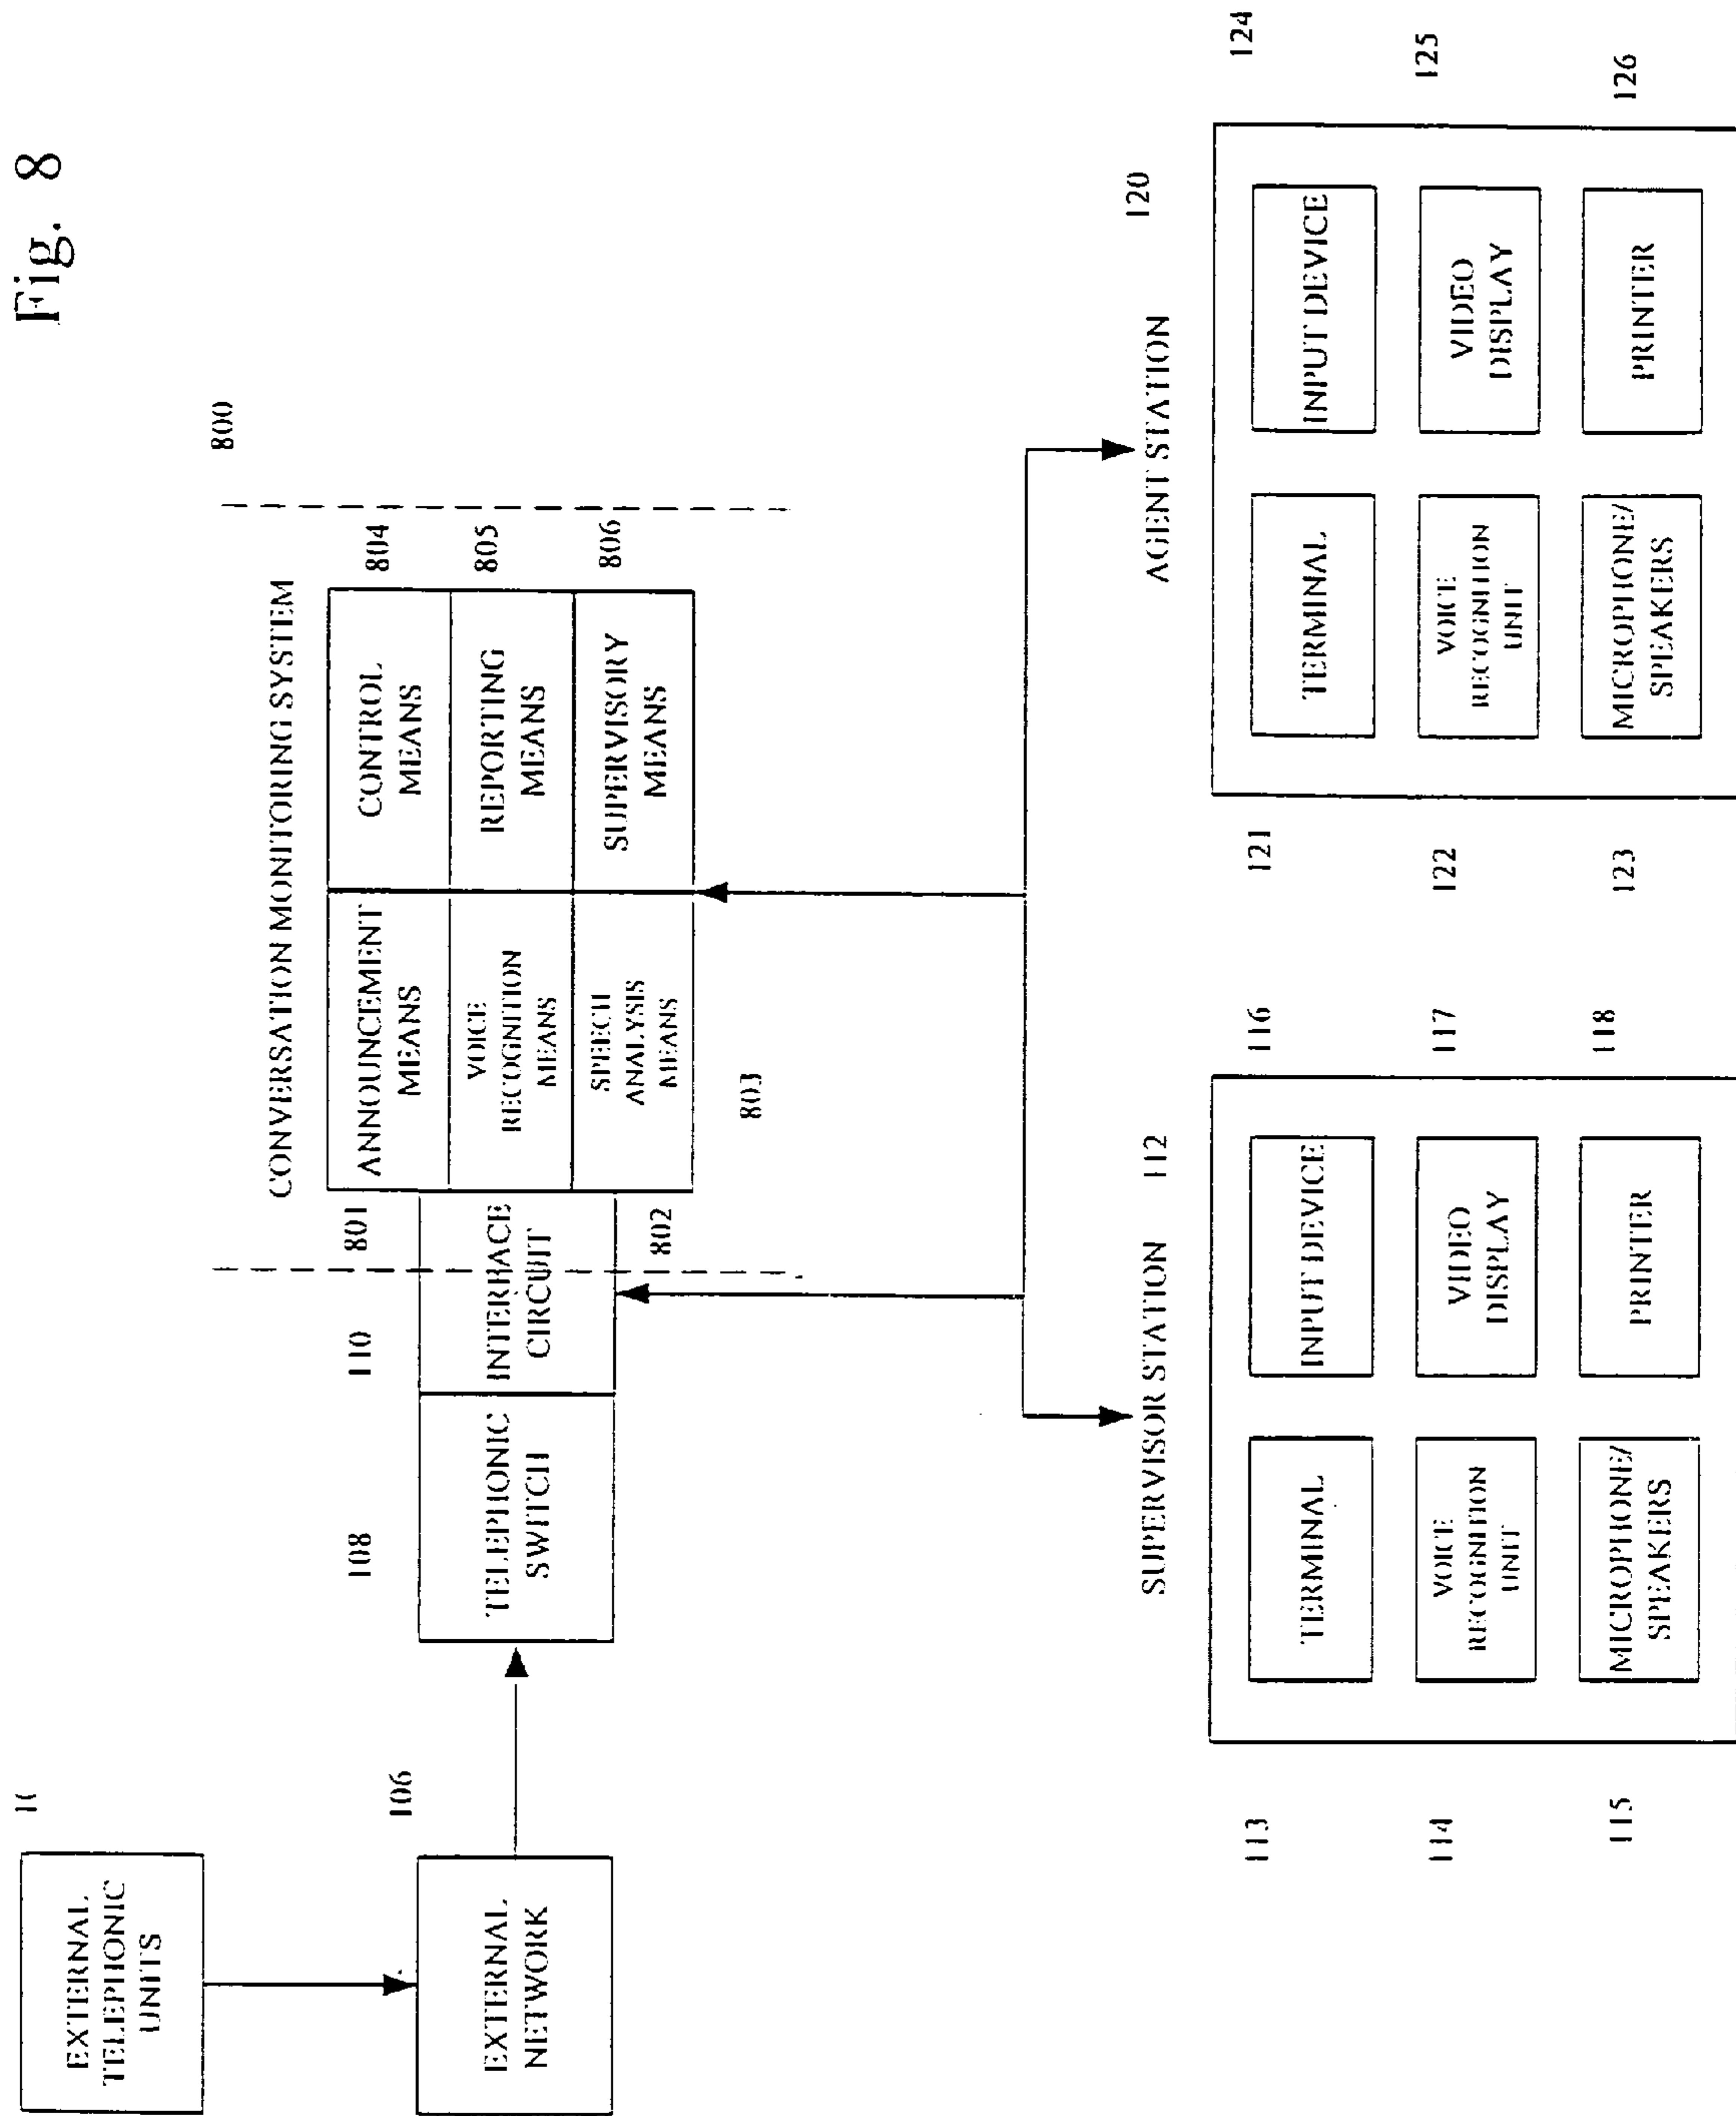 Fig. 8
EXTERNAL
TELEPHONIC
UNITS
106
EXTERNAL
NETWORK
108
TELEPHONIC
SWITCH
110
INTERFACE
CIRCUIT
800
CONVERSATION MONITORING SYSTEM
801
802
803
ANNOUNCEMENT
MEANS
VOICE
RECOGNITION
MEANS
SPEECH
ANALYSIS
MEANS
CONTROL
MEANS
REPORTING
MEANS
SUPERVISORY
MEANS
804
805
806
SUPERVISOR STATION 112
113
114
115
TERMINAL
VOICE
RECOGNITION
UNIT
MICROPHONE/
SPEAKERS
INPUT DEVICE
VIDEO
DISPLAY
PRINTER
116
117
118
AGENT STATION 120
121
122
123
TERMINAL
VOICE
RECOGNITION
UNIT
MICROPHONE/
SPEAKERS
INPUT DEVICE
VIDEO
DISPLAY
PRINTER
124
125
126